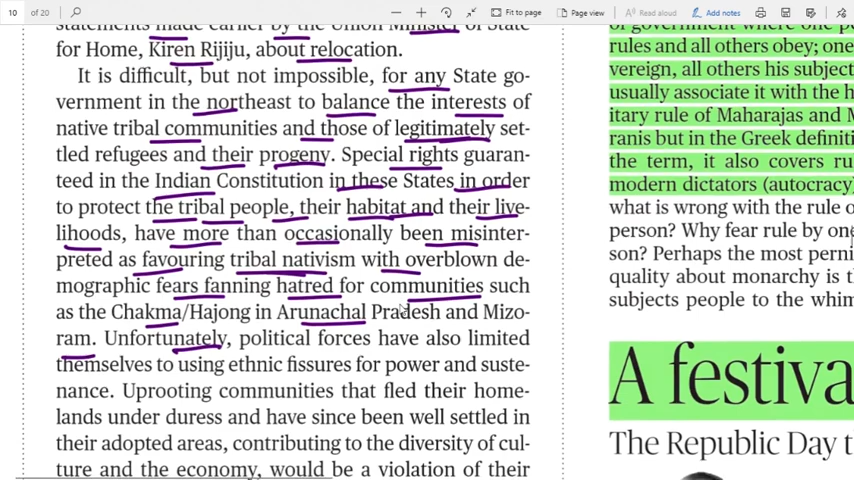 10 of 20
Fit to page
Page view
Read aloud
Add notes
statements made earlier by the Union Minister of State
for Home, Kiren Rijiju, about relocation.
It is difficult, but not impossible, for any State go-
vernment in the northeast to balance the interests of
native tribal communities and those of legitimately set-
tled refugees and their progeny. Special rights guaran-
teed in the Indian Constitution in these States in order
to protect the tribal people, their habitat and their live-
lihoods, have more than occasionally been misinter-
preted as favouring tribal nativism with overblown de-
mographic fears fanning hatred for communities such
as the Chakma/Hajong in Arunachal Pradesh and Mizo-
ram. Unfortunately, political forces have also limited
themselves to using ethnic fissures for power and suste-
nance. Uprooting communities that fled their home-
lands under duress and have since been well settled in
their adopted areas, contributing to the diversity of cul-
ture and the economy, would be a violation of their
of government where one p
rules and all others obey; one
vereign, all others his subject
usually associate it with the h
itary rule of Maharajas and M
ranis but in the Greek definiti
the term, it also covers ru
modern dictators (autocracy)
what is wrong with the rule o
person? Why fear rule by one
son? Perhaps the most perni
quality about monarchy is t
subjects people to the whim
A festiva
The Republic Day t